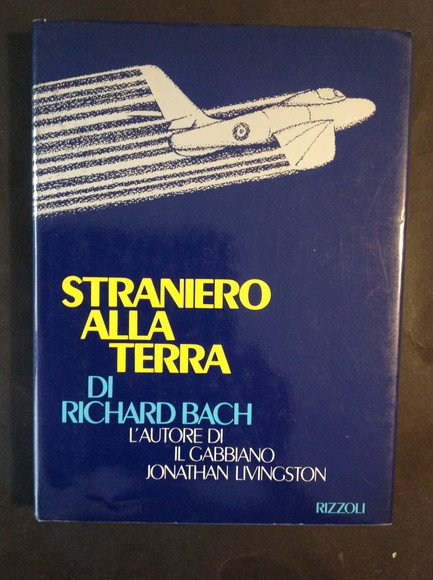 STRANIERO
ALLA
TERRA
DI
RICHARD BACH
L'AUTORE DI
IL GABBIANO
JONATHAN LIVINGSTON
RIZZOLI